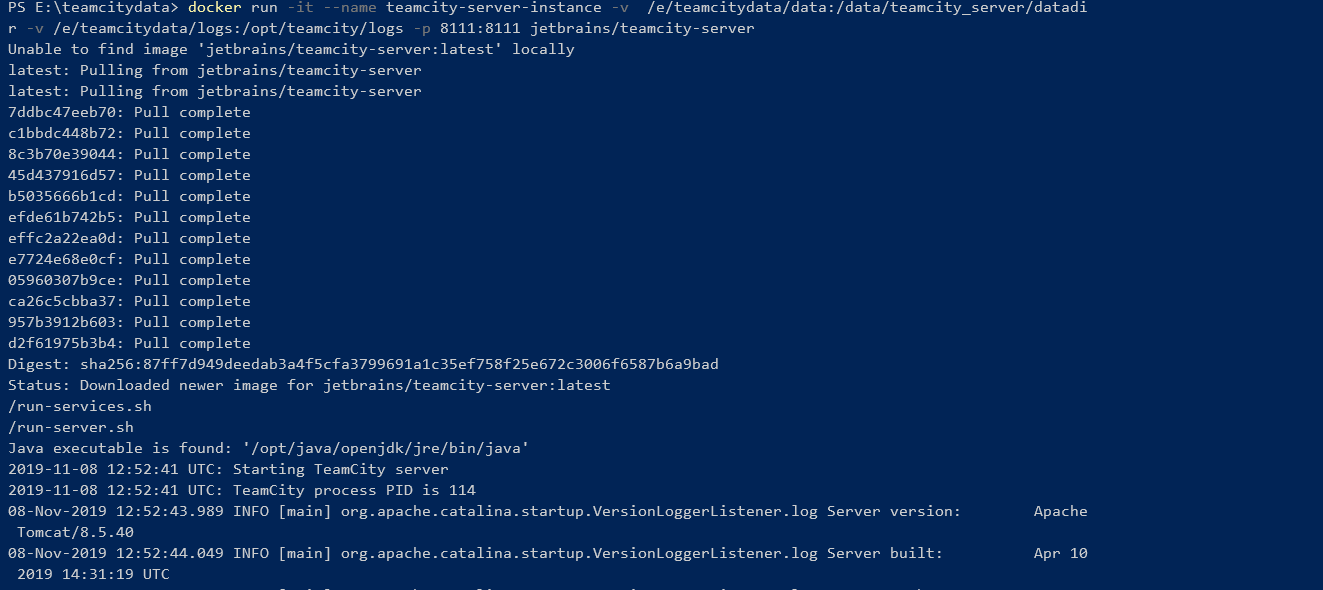 PS E:\teamcitydata> docker run -it --name teamcity-server-instance -v  /e/teamcitydata/data:/data/teamcity_server/datadi
r -v /e/teamcitydata/logs:/opt/teamcity/logs -p 8111:8111 jetbrains/teamcity-server
Unable to find image 'jetbrains/teamcity-server:latest' locally
latest: Pulling from jetbrains/teamcity-server
latest: Pulling from jetbrains/teamcity-server
7ddbc47eeb70: Pull complete
c1bbdc448b72: Pull complete
8c3b70e39044: Pull complete
45d437916d57: Pull complete
b5035666b1cd: Pull complete
efde61b742b5: Pull complete
effc2a22ea0d: Pull complete
e7724e68e0cf: Pull complete
05960307b9ce: Pull complete
ca26c5cbba37: Pull complete
957b3912b603: Pull complete
d2f61975b3b4: Pull complete
Digest: sha256:87ff7d949deedab3a4f5cfa3799691a1c35ef758f25e672c3006f6587b6a9bad
Status: Downloaded newer image for jetbrains/teamcity-server:latest
/run-services.sh
/run-server.sh
Java executable is found: '/opt/java/openjdk/jre/bin/java'
2019-11-08 12:52:41 UTC: Starting TeamCity server
2019-11-08 12:52:41 UTC: TeamCity process PID is 114
08-Nov-2019 12:52:43.989 INFO [main] org.apache.catalina.startup.VersionLoggerListener.log Server version:        Apache
 Tomcat/8.5.40
08-Nov-2019 12:52:44.049 INFO [main] org.apache.catalina.startup.VersionLoggerListener.log Server built:          Apr 10
 2019 14:31:19 UTC